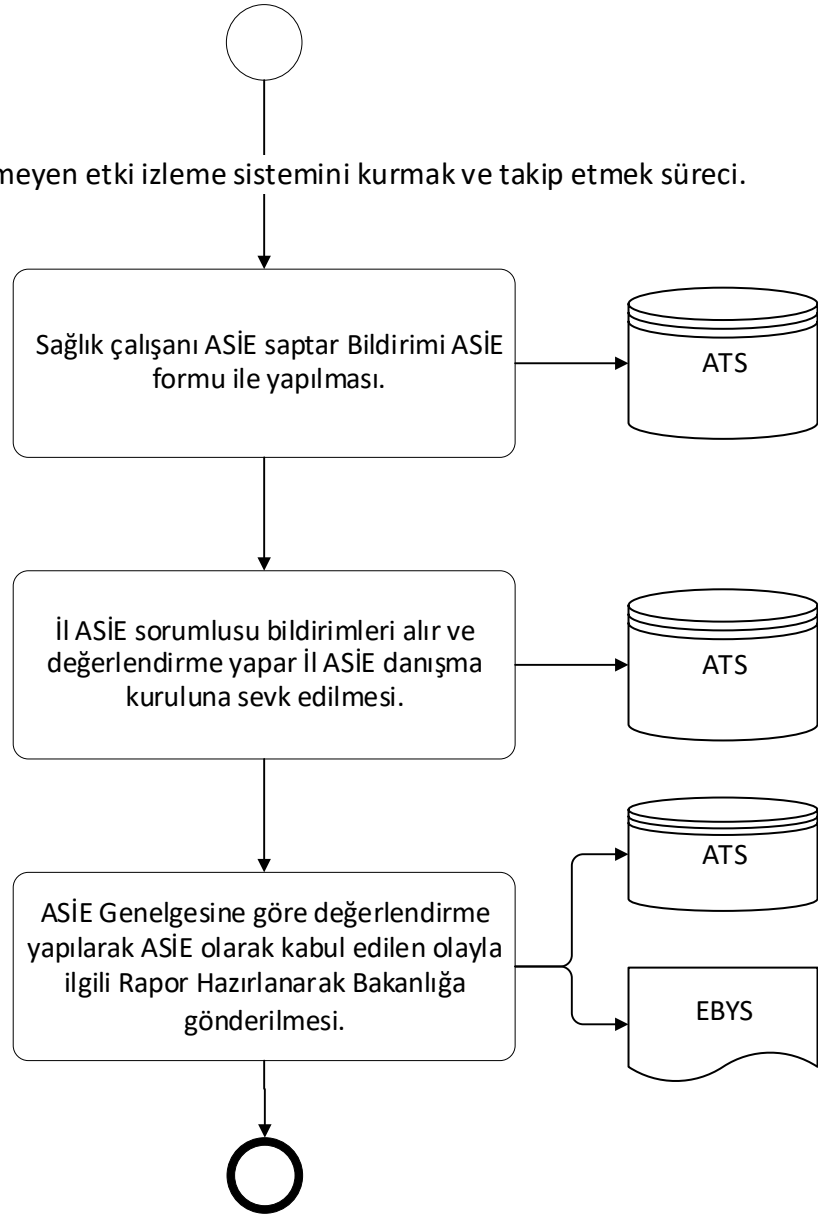 meyen etki izleme sistemini kurmak ve takip etmek süreci.
Sağlık çalışanı ASİE saptar Bildirimi ASİE
formu ile yapılması.
ATS
İl ASİE sorumlusu bildirimleri alır ve
değerlendirme yapar İl ASİE danışma
kuruluna sevk edilmesi.
ATS
ATS
ASİE Genelgesine göre değerlendirme
yapılarak ASİE olarak kabul edilen olayla
ilgili Rapor Hazırlanarak Bakanlığa
gönderilmesi.
EBYS